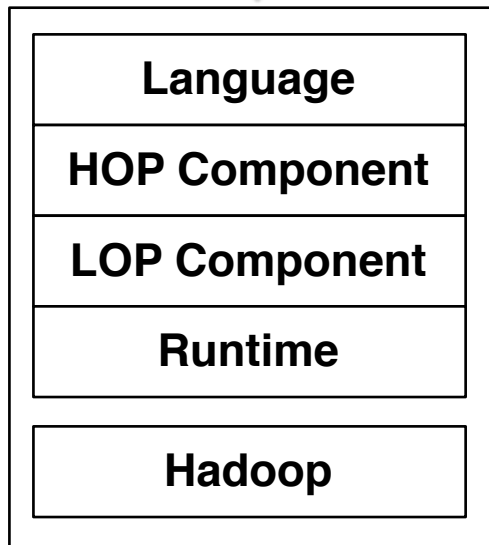 Language
HOP Component
LOP Component
Runtime
Hadoop